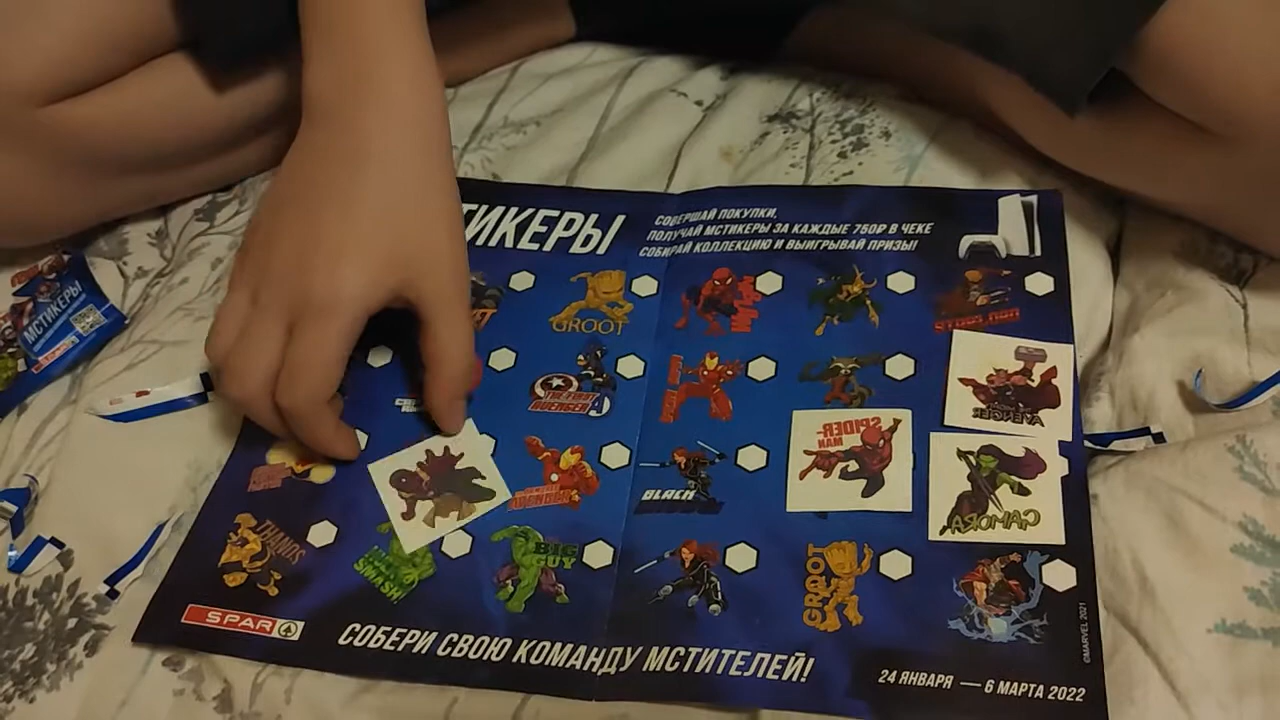 ТИКЕРЫ
СОВЕРШАЙ ПОКУПКИ,
ПОЛУЧАЙ МСТИКЕРЫ ЗА КАЖДЫЕ 750₽ В ЧЕКЕ
СОБИРАЙ КОЛЛЕКЦИЮ И ВЫИГРЫВАЙ ПРИЗЫ!
GROOT
МСТИКЕРЫ
THE FIRST
AVENGER
AVENGER
SPIDER-
MAN
BLACK
GAMORA
THANOS
SMASH!
BIG
GUY
GROOT
SPAR
СОБЕРИ СВОЮ КОМАНДУ МСТИТЕЛЕЙ!
24 ЯНВАРЯ — 6 МАРТА 2022
©MARVEL 2021